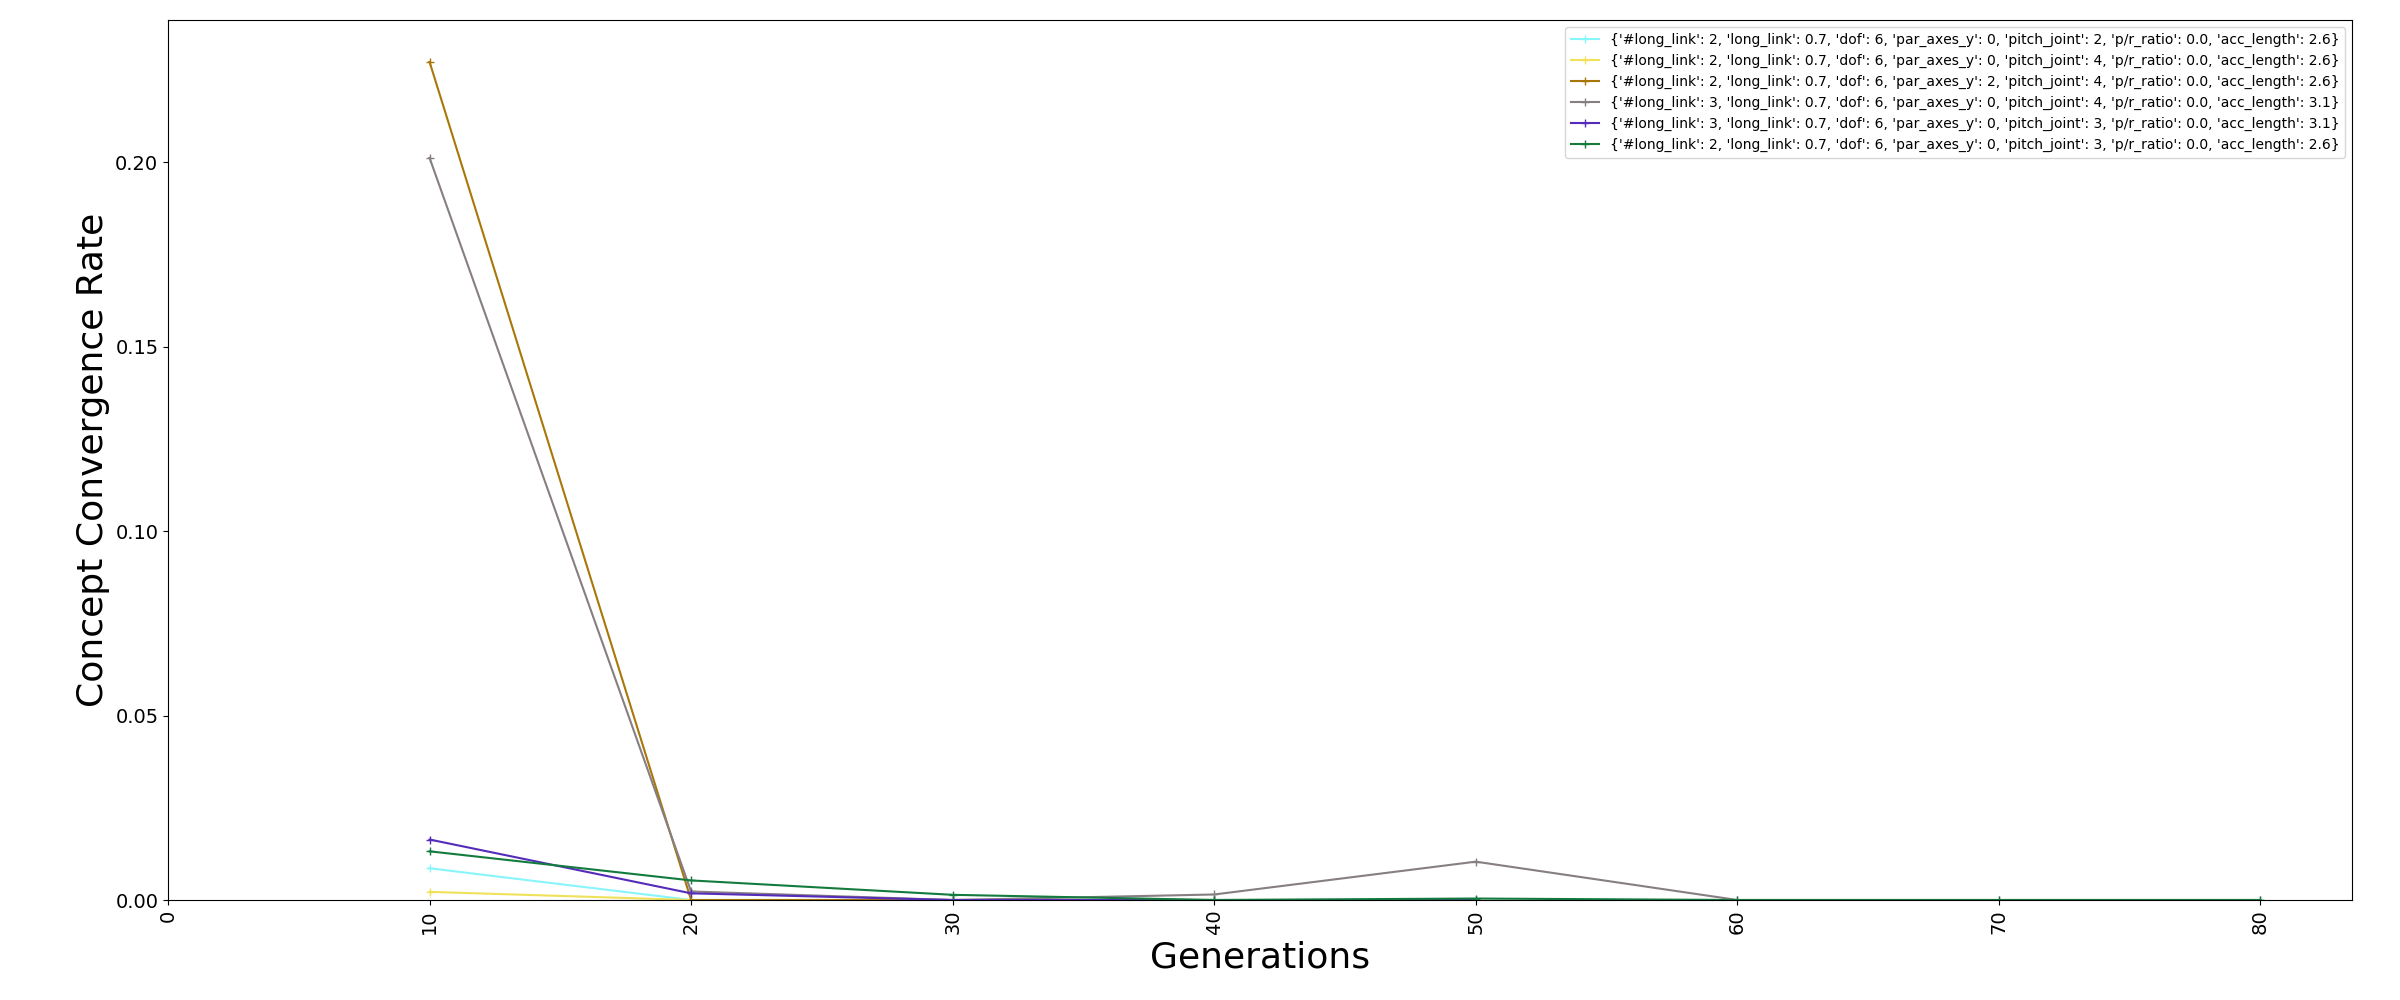 {'#long_link': 2, 'long_link': 0.7, 'dof': 6, 'par_axes_y': 0, 'pitch_joint': 2, 'p/r_ratio': 0.0, 'acc_length': 2.6}
{'#long_link': 2, 'long_link': 0.7, 'dof': 6, 'par_axes_y': 0, 'pitch_joint': 4, 'p/r_ratio': 0.0, 'acc_length': 2.6}
{'#long_link': 2, 'long_link': 0.7, 'dof': 6, 'par_axes_y': 2, 'pitch_joint': 4, 'p/r_ratio': 0.0, 'acc_length': 2.6}
{'#long_link': 3, 'long_link': 0.7, 'dof': 6, 'par_axes_y': 0, 'pitch_joint': 4, 'p/r_ratio': 0.0, 'acc_length': 3.1}
{'#long_link': 3, 'long_link': 0.7, 'dof': 6, 'par_axes_y': 0, 'pitch_joint': 3, 'p/r_ratio': 0.0, 'acc_length': 3.1}
{'#long_link': 2, 'long_link': 0.7, 'dof': 6, 'par_axes_y': 0, 'pitch_joint': 3, 'p/r_ratio': 0.0, 'acc_length': 2.6}
Concept Convergence Rate
0.20
0.15
0.10
0.05
0.00
0 10 20 30 40 50 60 70 80
Generations